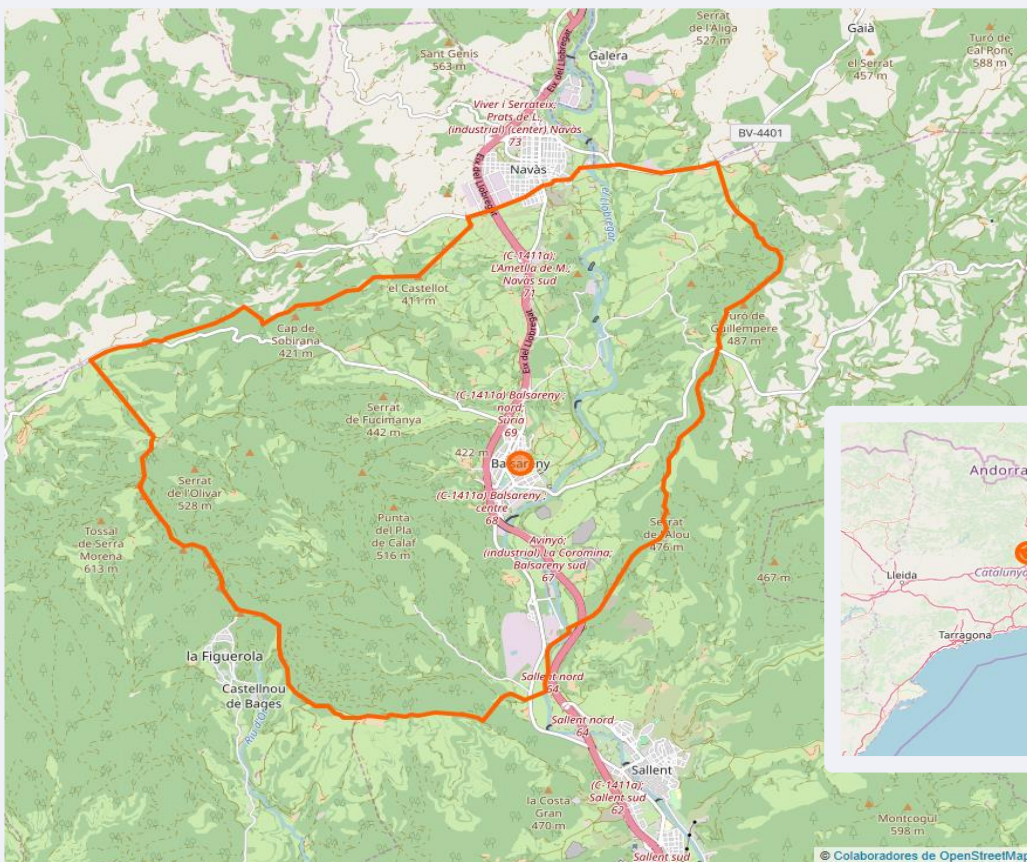 Serrat
de l'Àliga
527 m
Gaià
Turó de
Cal Ponç
588 m
el Serrat
457 m
Sant Genís
563 m
Galera
Eix del Llobregat
Viver i Serrateix;
Prats de L.;
(industrial) (center) Navàs
73
BV-4401
Navàs
Eix del Llobregat
el Llobregat
(C-1411a);
L'Ametlla de M.;
Navàs sud
71
el Castellot
411 m
Cap de
Sobirana
421 m
Turó de
Guillempere
487 m
Eix del Llobregat
(C-1411a) Balsareny
nord;
Súria
69
Serrat
de Fucimanya
442 m
422 m
Balsareny
Serrat
de l'Olivar
528 m
(C-1411a) Balsareny
centre
68
Punta
del Pla
de Calaf
516 m
Tossal
de Serra
Morena
613 m
Serrat
de l'Alou
476 m
Avinyó;
(industrial) La Coromina;
Balsareny sud
67
467 m
la Figuerola
Castellnou
de Bages
Riu d'Or
Sallent nord
64
Sallent nord
64
Sallent
(C-1411a);
Sallent sud
62
la Costa
Gran
470 m
Montcogul
598 m
Sallent sud
Andorra
Lleida
Catalunya
Tarragona
© Colaboradores de OpenStreetMap